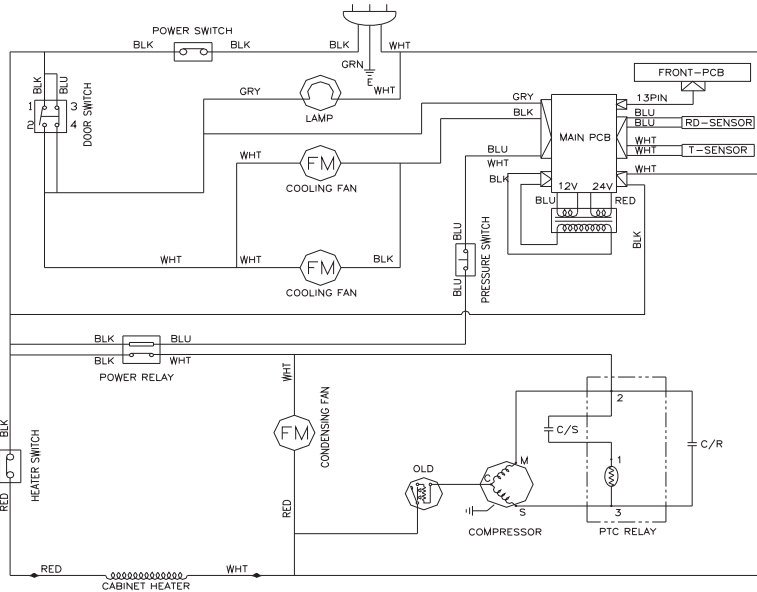 POWER SWITCH
BLK
BLK
BLK
WHT
GRN
E
FRONT-PCB
BLK
BLU
1
3
2
4
DOOR SWITCH
GRY
WHT
LAMP
GRY
BLK
13PIN
BLU
BLU
RD-SENSOR
MAIN PCB
WHT
WHT
T-SENSOR
WHT
FM
COOLING FAN
BLU
WHT
BLK
WHT
12V
24V
BLU
RED
WHT
WHT
FM
BLK
COOLING FAN
BLU
BLU
PRESSURE SWITCH
BLK
BLK
BLU
BLK
WHT
POWER RELAY
WHT
FM
CONDENSING FAN
RED
BLK
HEATER SWITCH
RED
2
C/S
C/R
1
3
PTC RELAY
OLD
C
M
S
COMPRESSOR
RED
WHT
CABINET HEATER